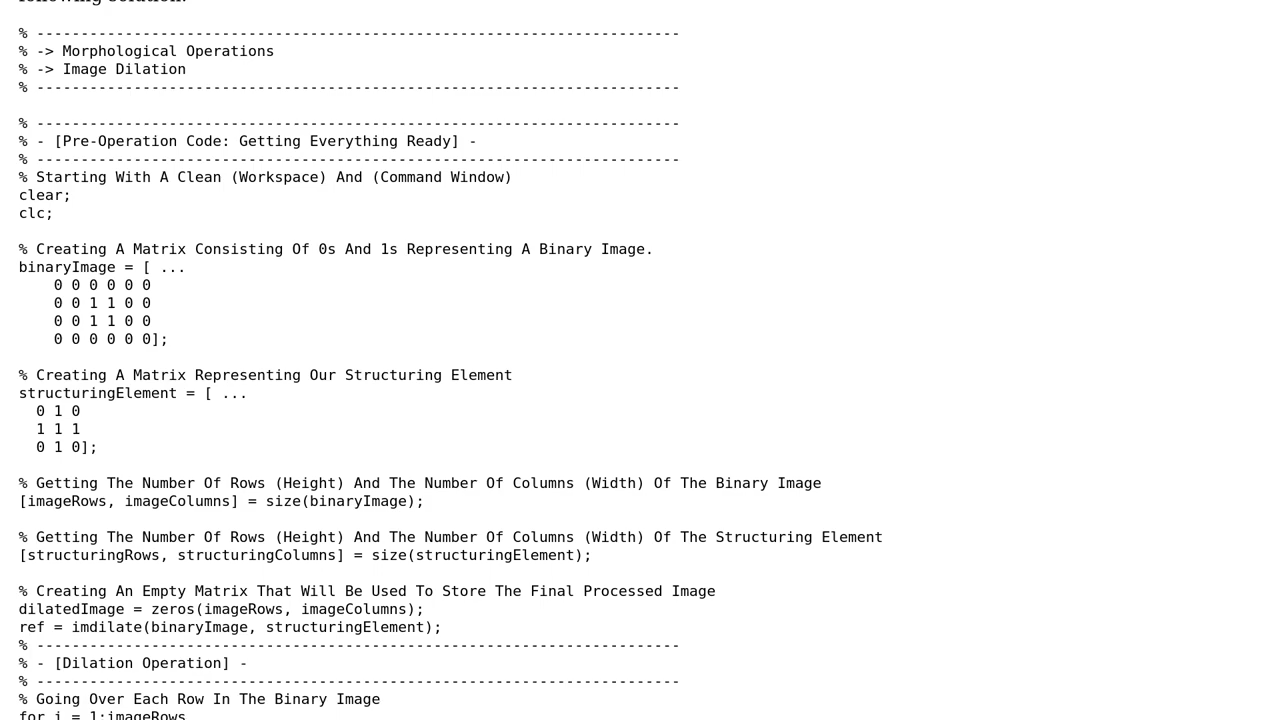 following solution.
% -------------------------------------------------------------------------
% -> Morphological Operations
% -> Image Dilation
% -------------------------------------------------------------------------
% -------------------------------------------------------------------------
% - [Pre-Operation Code: Getting Everything Ready] -
% -------------------------------------------------------------------------
% Starting With A Clean (Workspace) And (Command Window)
clear;
clc;
% Creating A Matrix Consisting Of 0s And 1s Representing A Binary Image.
binaryImage = [ ...
    0 0 0 0 0 0
    0 0 1 1 0 0
    0 0 1 1 0 0
    0 0 0 0 0 0];
% Creating A Matrix Representing Our Structuring Element
structuringElement = [ ...
  0 1 0
  1 1 1
  0 1 0];
% Getting The Number Of Rows (Height) And The Number Of Columns (Width) Of The Binary Image
[imageRows, imageColumns] = size(binaryImage);
% Getting The Number Of Rows (Height) And The Number Of Columns (Width) Of The Structuring Element
[structuringRows, structuringColumns] = size(structuringElement);
% Creating An Empty Matrix That Will Be Used To Store The Final Processed Image
dilatedImage = zeros(imageRows, imageColumns);
ref = imdilate(binaryImage, structuringElement);
% -------------------------------------------------------------------------
% - [Dilation Operation] -
% -------------------------------------------------------------------------
% Going Over Each Row In The Binary Image
for i = 1:imageRows